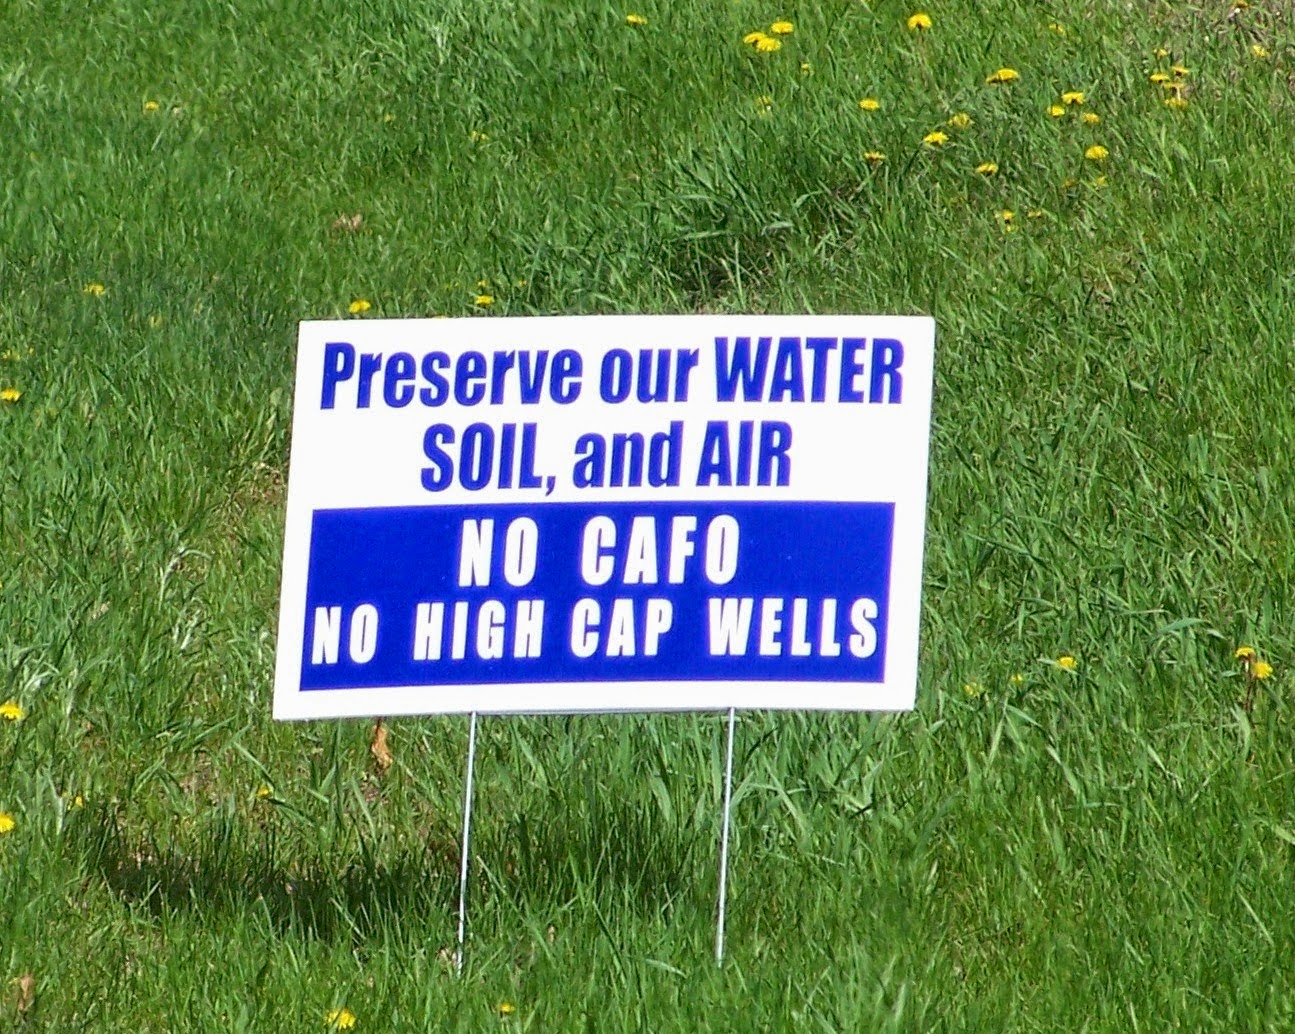 Preserve our WATER
SOIL, and AIR
NO CAFO
NO HIGH CAP WELLS